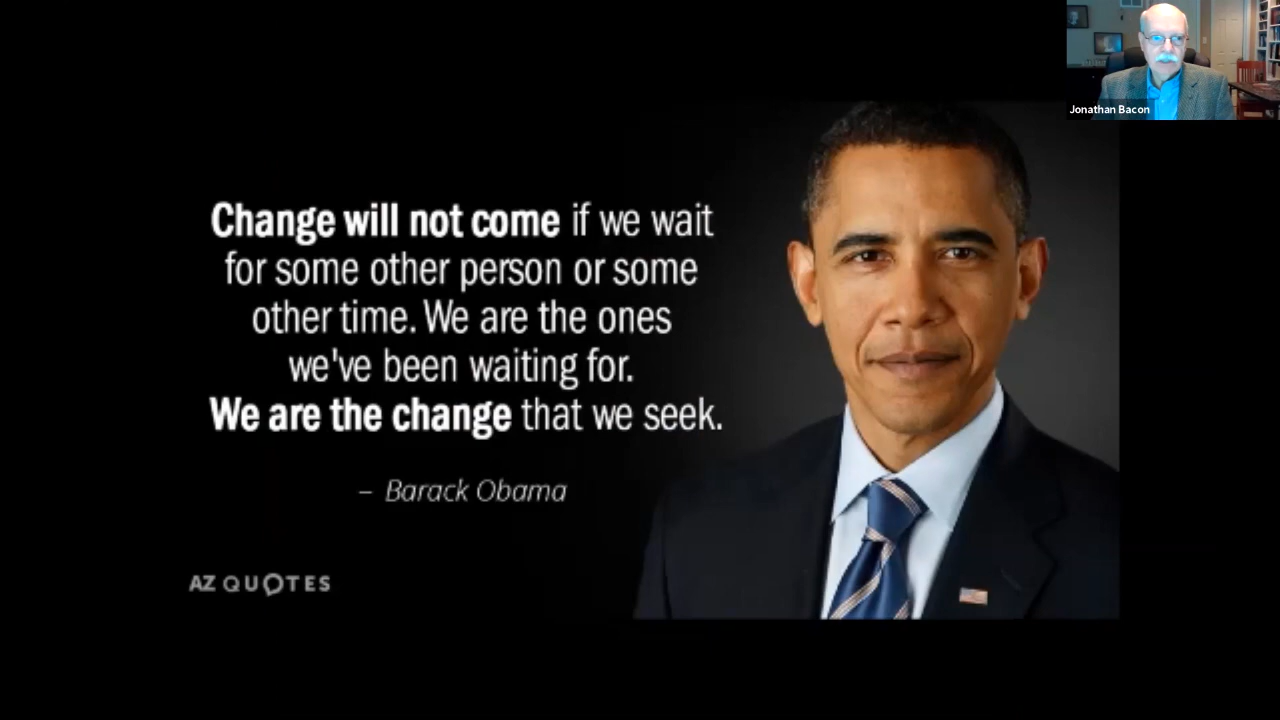 Jonathan Bacon
Change will not come if we wait
for some other person or some
other time. We are the ones
we've been waiting for.
We are the change that we seek.
– Barack Obama
AZ QUOTES